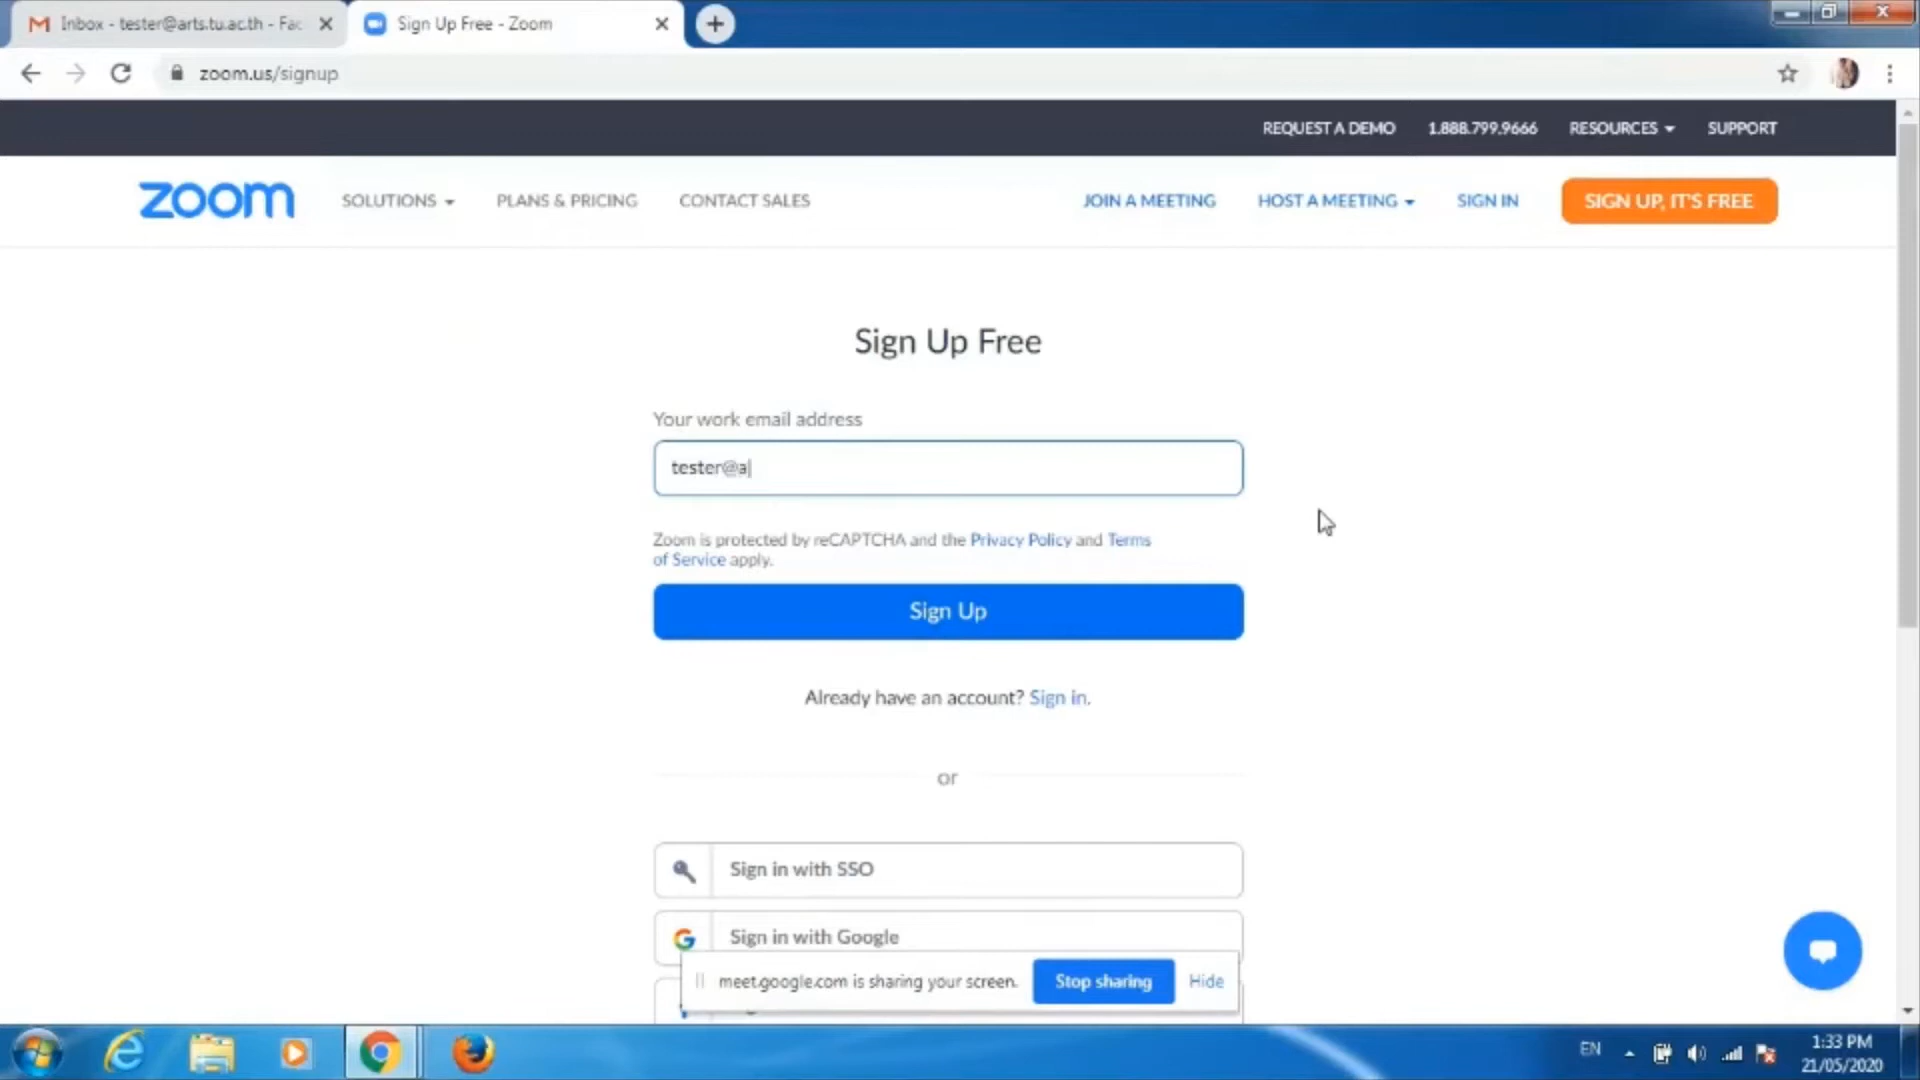 Inbox - tester@arts.tu.ac.th - Fac
Sign Up Free - Zoom
zoom.us/signup
REQUEST A DEMO 1.888.799.9666 RESOURCES SUPPORT
zoom SOLUTIONS PLANS & PRICING CONTACT SALES JOIN A MEETING HOST A MEETING SIGN IN SIGN UP, IT'S FREE
Sign Up Free
Your work email address
tester@a
Zoom is protected by reCAPTCHA and the Privacy Policy and Terms
of Service apply.
Sign Up
Already have an account? Sign in.
or
Sign in with SSO
Sign in with Google
meet.google.com is sharing your screen. Stop sharing Hide
EN
1:33 PM
21/05/2020